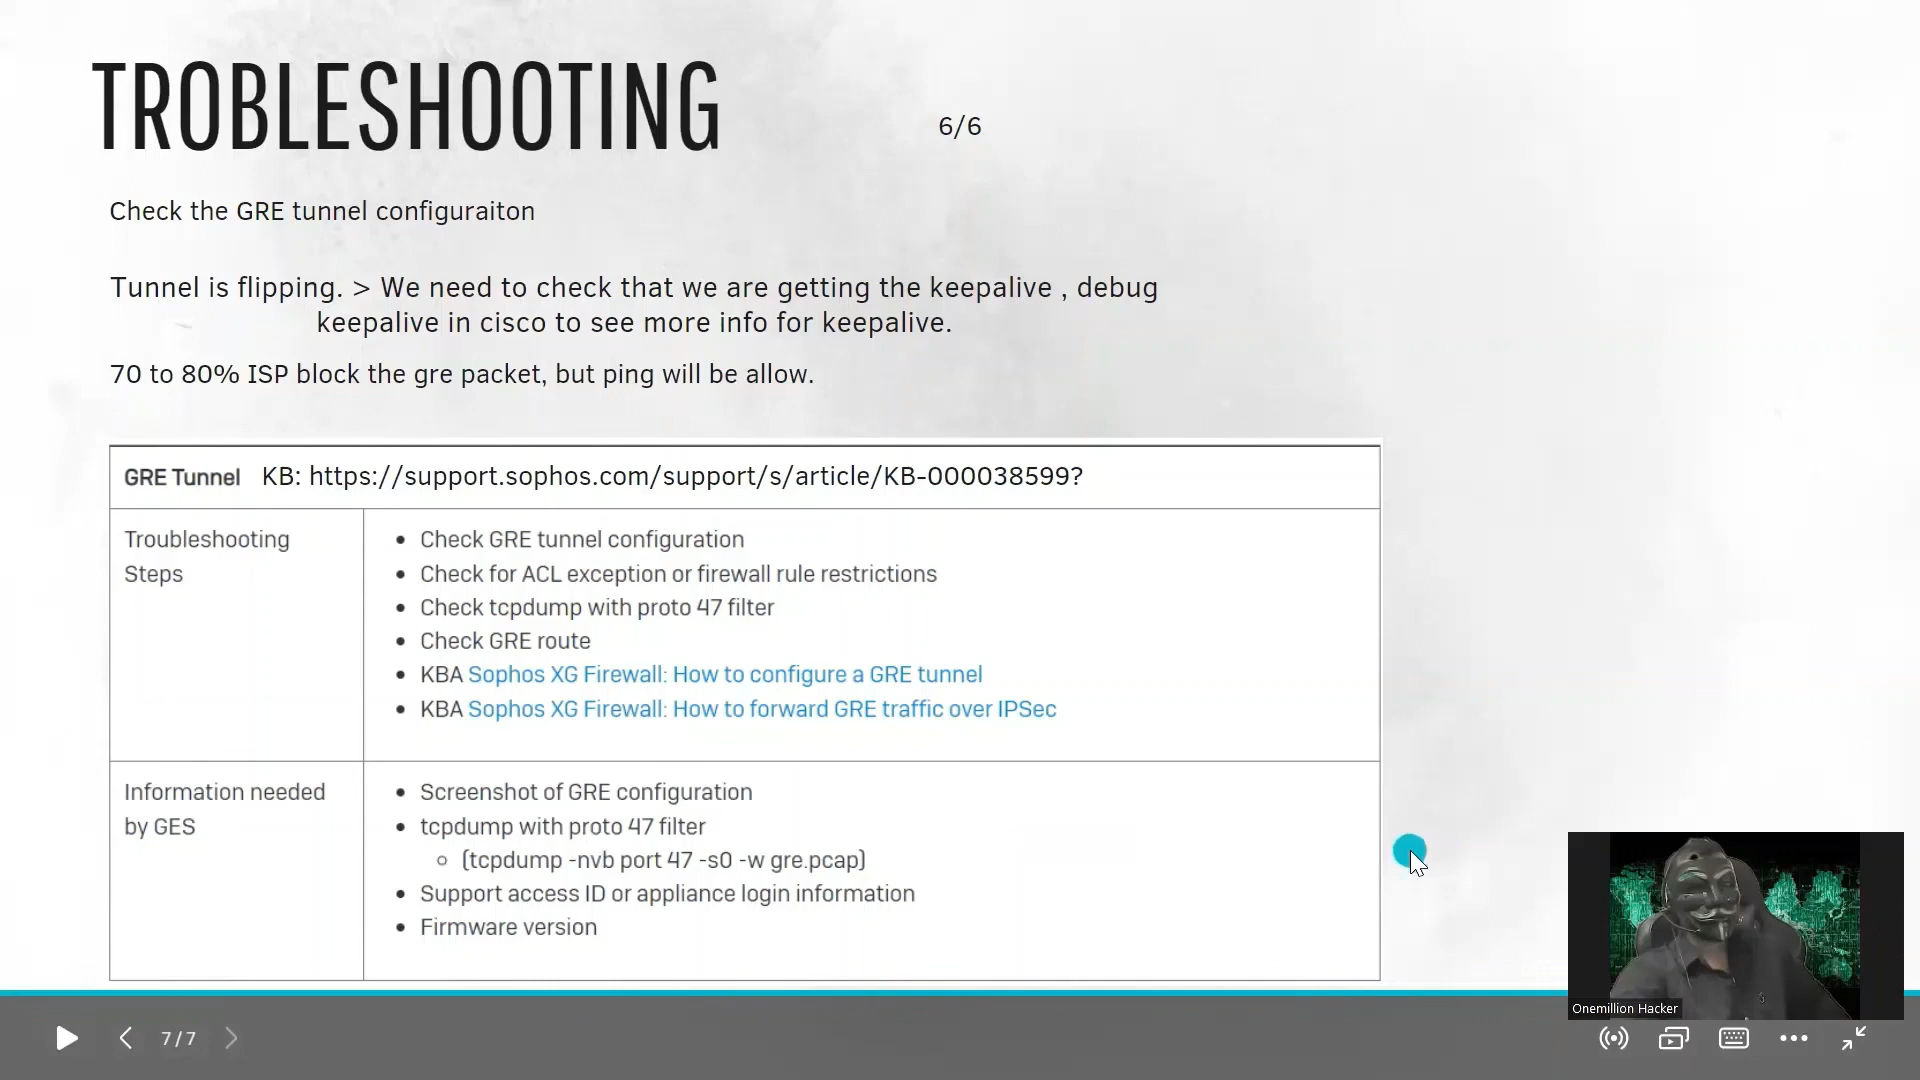 TROBLESHOOTING
6/6
Check the GRE tunnel configuraiton
Tunnel is flipping. > We need to check that we are getting the keepalive , debug
keepalive in cisco to see more info for keepalive.
70 to 80% ISP block the gre packet, but ping will be allow.
GRE Tunnel KB: https://support.sophos.com/support/s/article/KB-000038599?
Troubleshooting
Steps
• Check GRE tunnel configuration
• Check for ACL exception or firewall rule restrictions
• Check tcpdump with proto 47 filter
• Check GRE route
• KBA Sophos XG Firewall: How to configure a GRE tunnel
• KBA Sophos XG Firewall: How to forward GRE traffic over IPSec
Information needed
by GES
• Screenshot of GRE configuration
• tcpdump with proto 47 filter
○ (tcpdump -nvb port 47 -s0 -w gre.pcap)
• Support access ID or appliance login information
• Firmware version
Onemillion Hacker
7/7